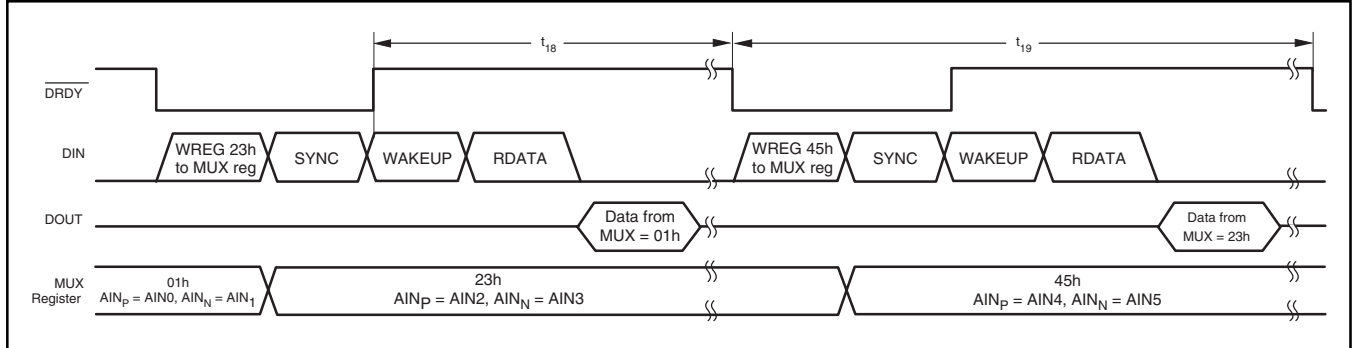 t18
t19
DRDY
DIN
WREG 23h
to MUX reg
SYNC
WAKEUP
RDATA
WREG 45h
to MUX reg
SYNC
WAKEUP
RDATA
DOUT
Data from
MUX = 01h
Data from
MUX = 23h
MUX
Register
01h
AINP = AIN0, AINN = AIN1
23h
AINP = AIN2, AINN = AIN3
45h
AINP = AIN4, AINN = AIN5